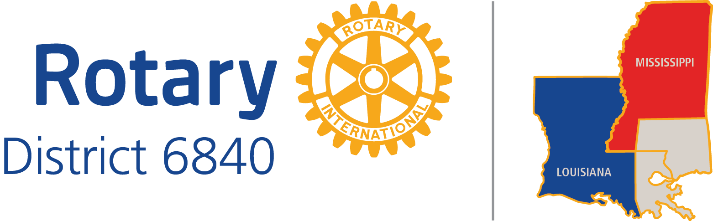 Rotary
District 6840
ROTARY
INTERNATIONAL
MISSISSIPPI
LOUISIANA